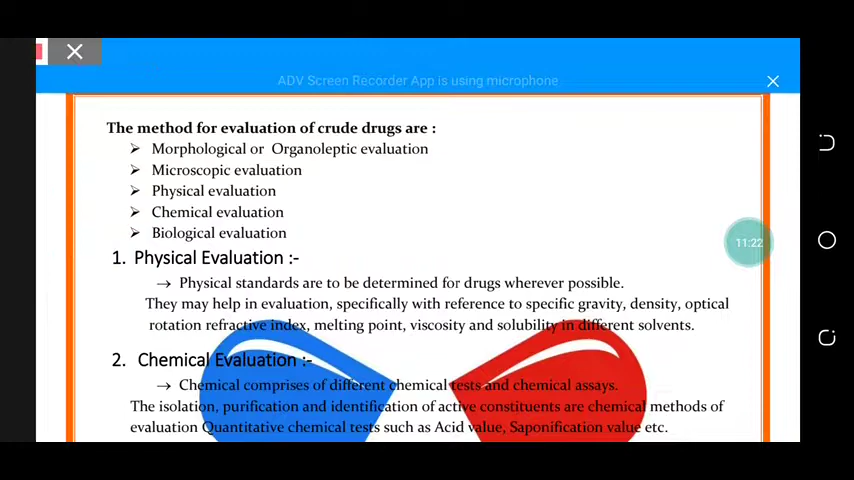 ADV Screen Recorder App is using microphone
The method for evaluation of crude drugs are :
➢ Morphological or Organoleptic evaluation
➢ Microscopic evaluation
➢ Physical evaluation
➢ Chemical evaluation
➢ Biological evaluation
11:22
1. Physical Evaluation :-
→ Physical standards are to be determined for drugs wherever possible.
They may help in evaluation, specifically with reference to specific gravity, density, optical
rotation refractive index, melting point, viscosity and solubility in different solvents.
2. Chemical Evaluation :-
→ Chemical comprises of different chemical tests and chemical assays.
The isolation, purification and identification of active constituents are chemical methods of
evaluation Quantitative chemical tests such as Acid value, Saponification value etc.